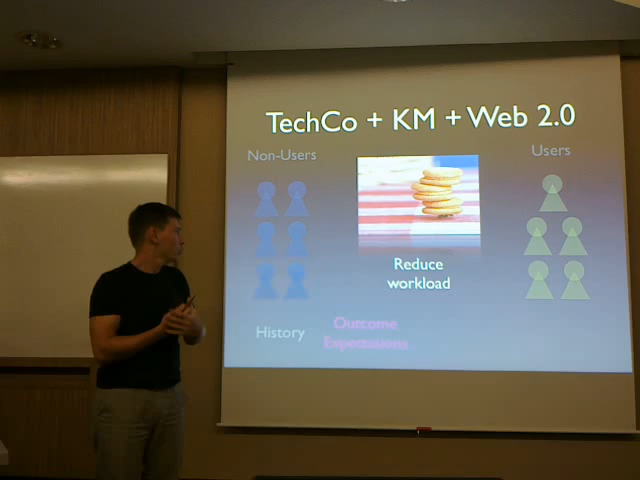 TechCo + KM + Web 2.0
Non-Users
Users
Reduce
workload
History
Outcome
Expectations